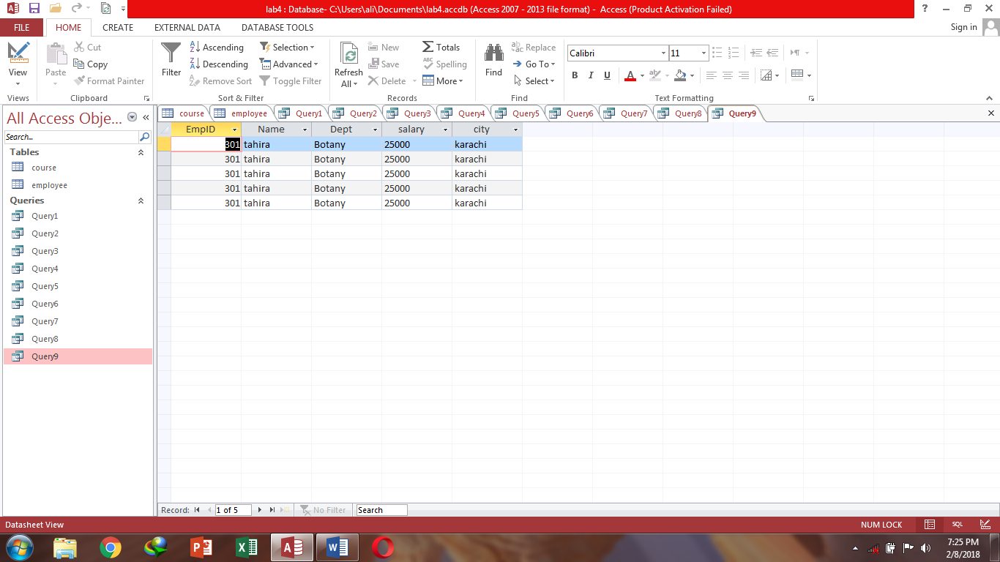 lab4 : Database- C:\Users\ali\Documents\lab4.accdb (Access 2007 - 2013 file format) - Access (Product Activation Failed)
FILE HOME CREATE EXTERNAL DATA DATABASE TOOLS Sign in
View
Views
Paste
Cut
Copy
Format Painter
Clipboard
Filter
Ascending
Descending
Remove Sort
Selection
Advanced
Toggle Filter
Sort & Filter
Refresh
All
New
Save
Delete
Totals
Spelling
More
Records
Find
Replace
Go To
Select
Find
Calibri 11
B I U A
Text Formatting
All Access Obje...
Search...
Tables
course
employee
Queries
Query1
Query2
Query3
Query4
Query5
Query6
Query7
Query8
Query9
course employee Query1 Query2 Query3 Query4 Query5 Query6 Query7 Query8 Query9
EmpID Name Dept salary city
301 tahira Botany 25000 karachi
301 tahira Botany 25000 karachi
301 tahira Botany 25000 karachi
301 tahira Botany 25000 karachi
301 tahira Botany 25000 karachi
Record: 1 of 5 No Filter Search
Datasheet View NUM LOCK SQL
7:25 PM
2/8/2018